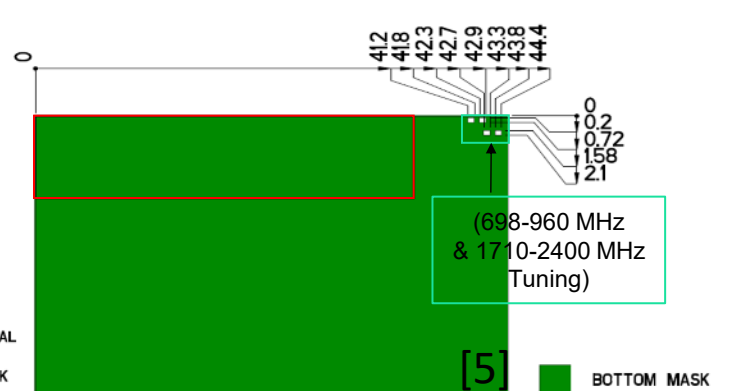 0
41.2
41.8
42.3
42.7
42.9
43.3
43.8
44.4
0
0.2
0.72
1.58
2.1
(698-960 MHz
& 1710-2400 MHz
Tuning)
AL
K
[5]
BOTTOM MASK